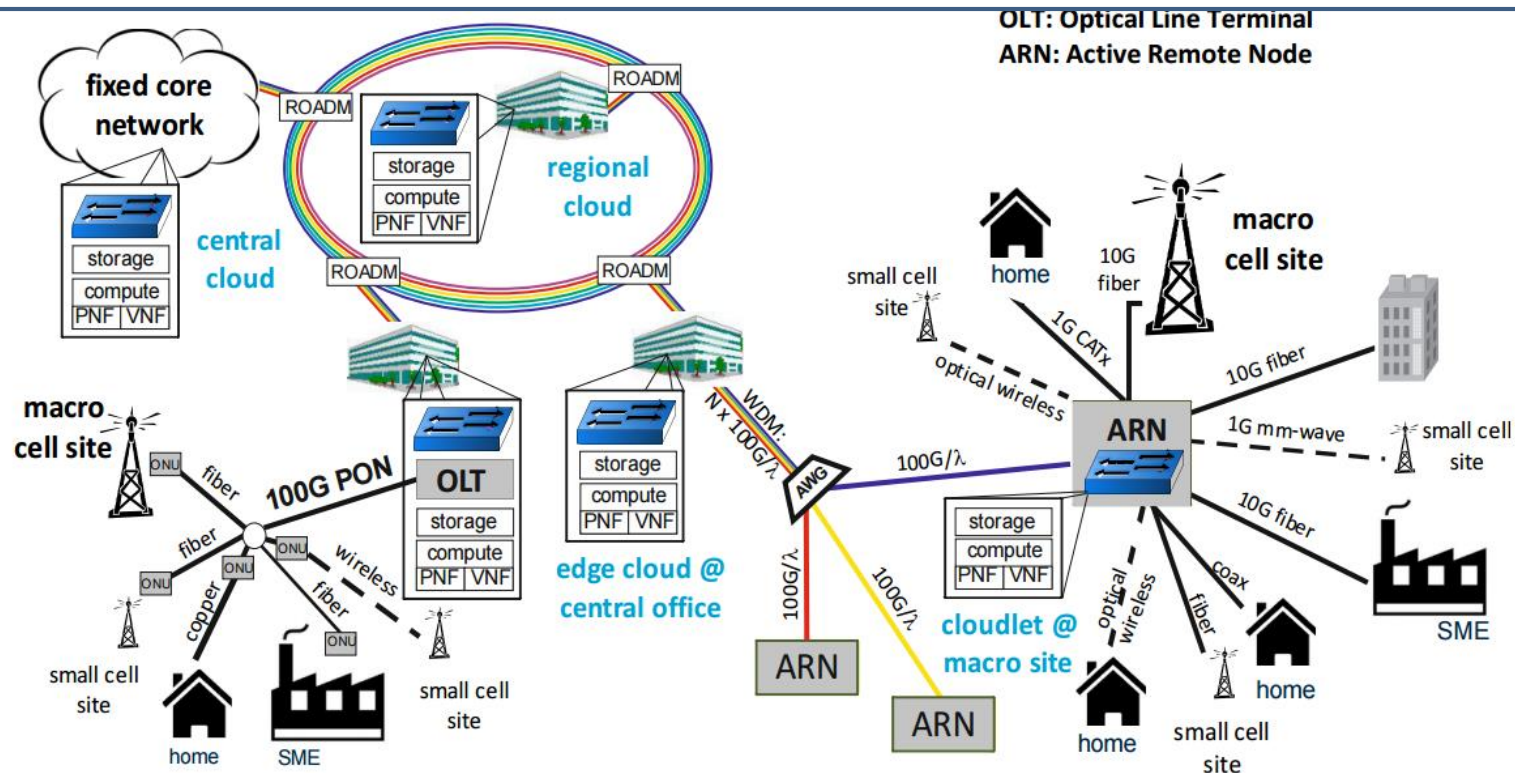 OLT: Optical Line Terminal
ARN: Active Remote Node
fixed core
network
ROADM
ROADM
storage
compute
PNF VNF
regional
cloud
storage
compute
PNF VNF
central
cloud
ROADM
ROADM
macro
cell site
ONU
fiber
100G PON
fiber
ONU
ONU
ONU
wireless
copper
fiber
ONU
small cell
site
home
SME
small cell
site
OLT
storage
compute
PNF VNF
storage
compute
PNF VNF
edge cloud @
central office
WDM:
N x 100G/λ
AWG
100G/λ
100G/λ
100G/λ
ARN
ARN
small cell
site
optical wireless
home
1G CATx
10G
fiber
macro
cell site
10G fiber
ARN
1G mm-wave
small cell
site
10G fiber
SME
storage
compute
PNF VNF
cloudlet @
macro site
optical
wireless
home
fiber
small cell
site
coax
home